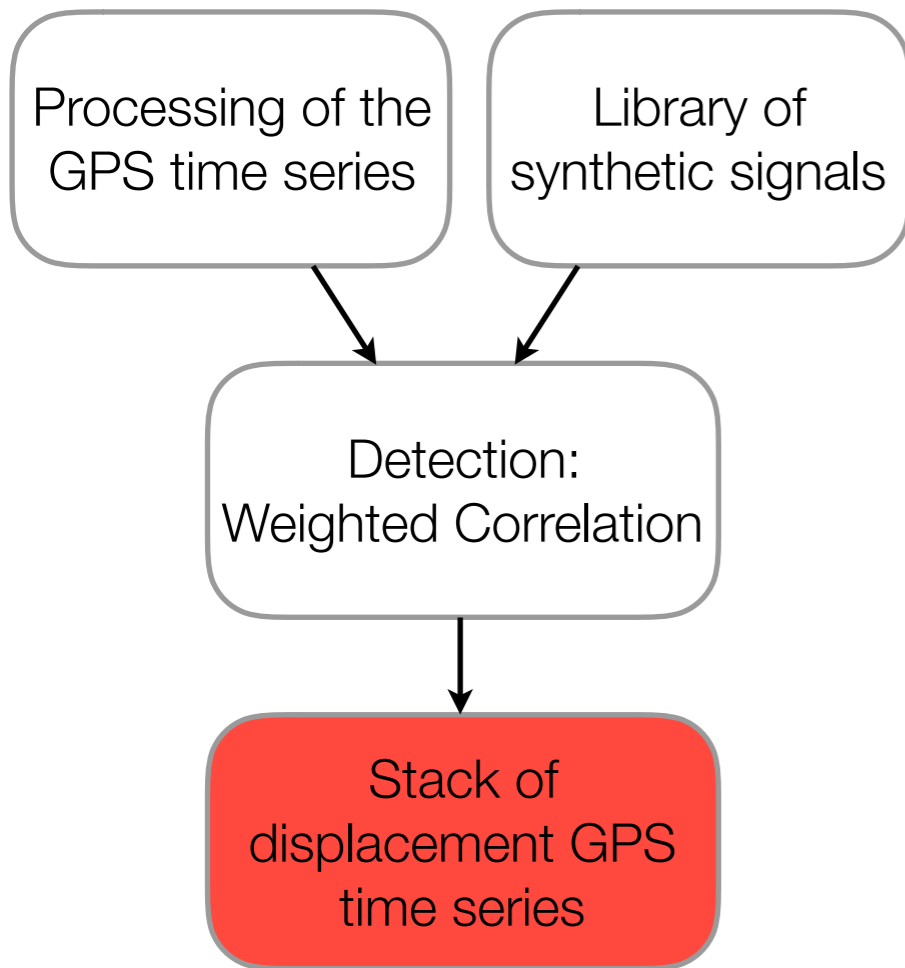 Processing of the
GPS time series
Library of
synthetic signals
Detection:
Weighted Correlation
Stack of
displacement GPS
time series